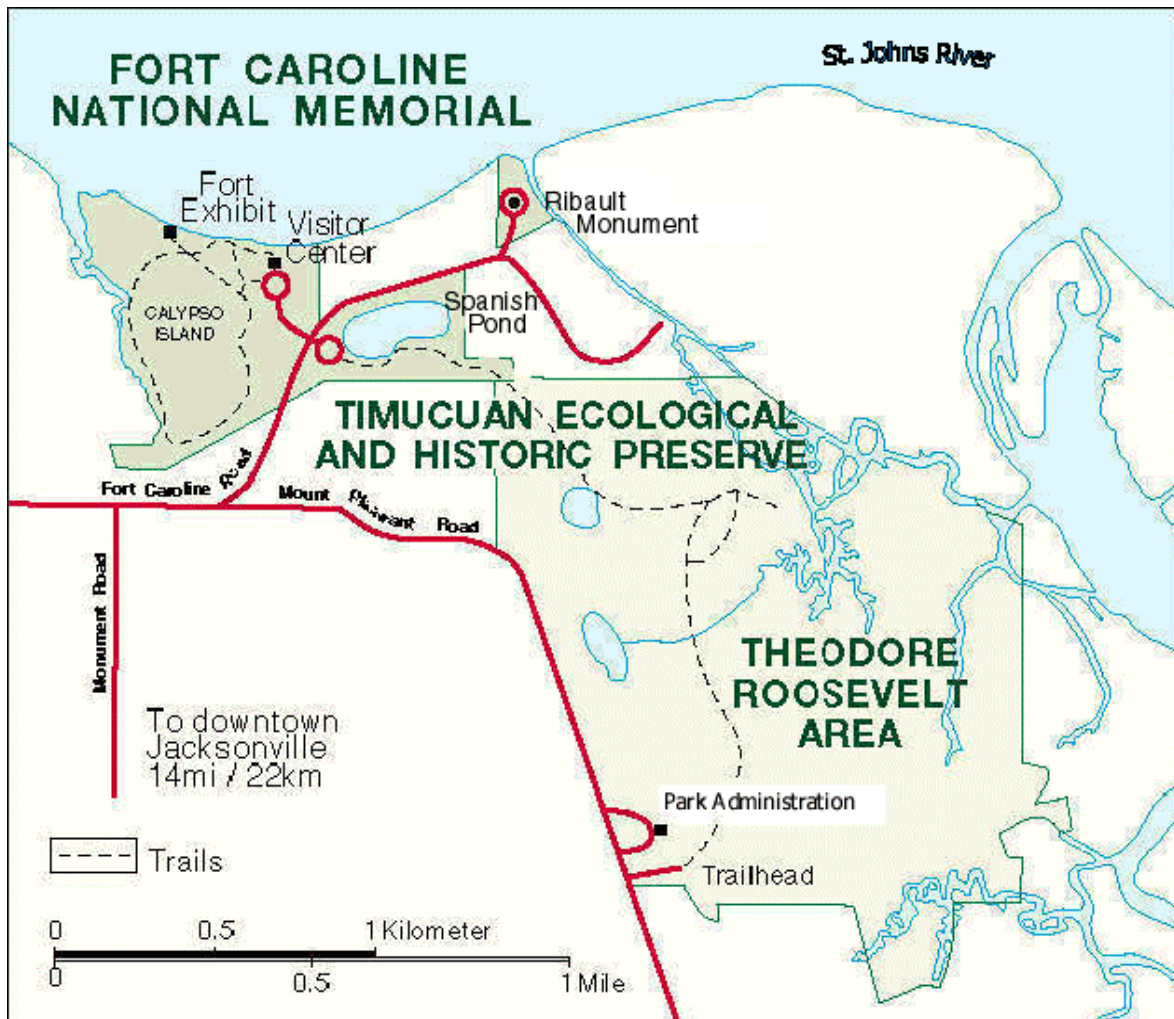 St. Johns River
FORT CAROLINE
NATIONAL MEMORIAL
Fort
Exhibit
Visitor
Center
Ribault
Monument
CALYPSO
ISLAND
Spanish
Pond
TIMUCUAN ECOLOGICAL
AND HISTORIC PRESERVE
Fort Caroline Road
Mount Pleasant Road
Monument Road
THEODORE
ROOSEVELT
AREA
To downtown
Jacksonville
14mi / 22km
Park Administration
Trails
Trailhead
0 0.5 1 Kilometer
0 0.5 1 Mile